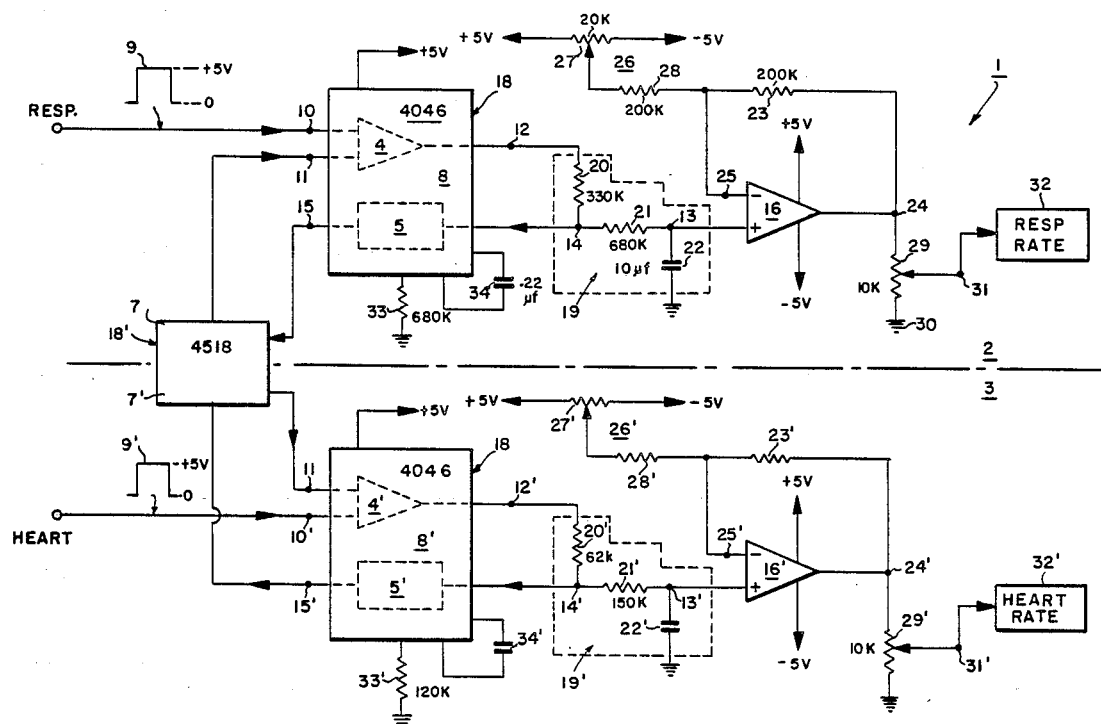 20K
+5V
-5V
27
26
28
200K
200K
23
1
9
+5V
0
+5V
RESP.
10
11
15
4046
4
8
5
18
12
20
330K
14
21
680K
13
22
10 µf
19
25
-
+
16
+5V
-5V
24
29
10K
30
31
32
RESP
RATE
33
680K
34
.22
µf
7
18'
4518
7'
2
3
9'
+5V
0
+5V
HEART
11
10'
15'
4046
4'
8'
5'
18
12'
20'
62k
14'
21'
150K
13'
22'
19'
+5V
-5V
27'
26'
28'
23'
25'
-
+
16'
+5V
-5V
24'
29'
10K
31'
32'
HEART
RATE
33'
120K
34'